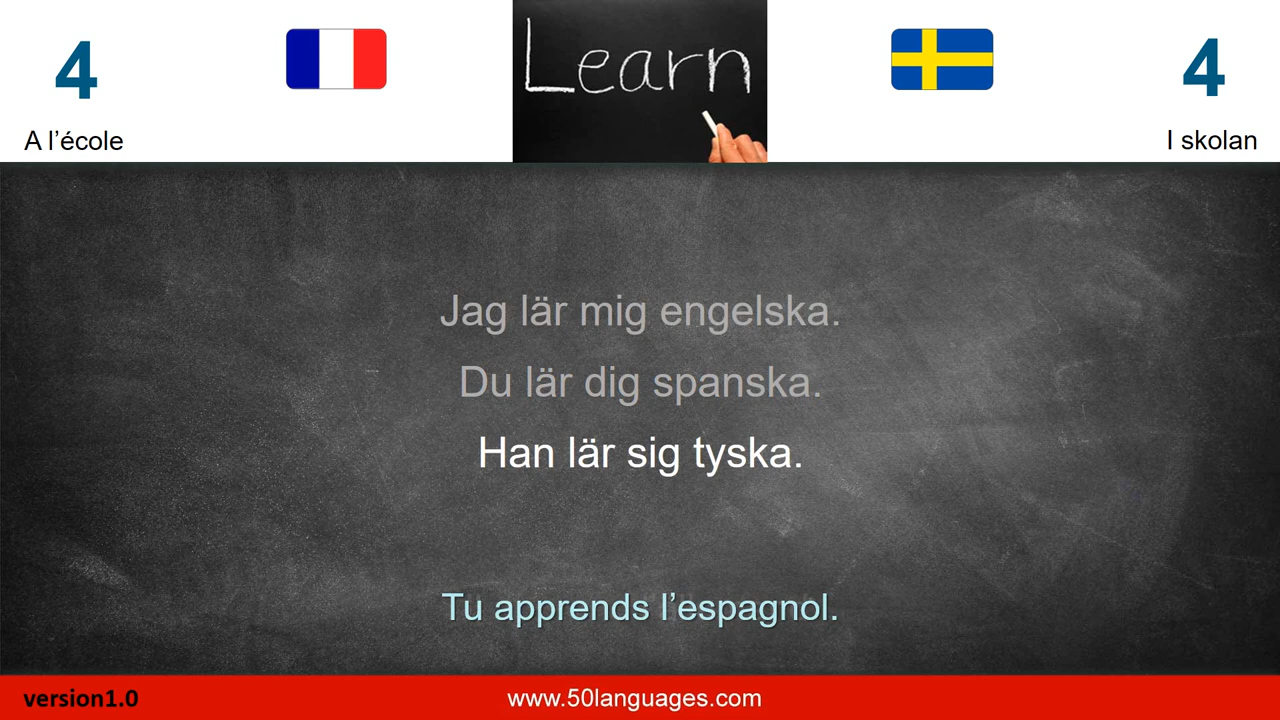 4
A l’école
Learn
4
I skolan
Jag lär mig engelska.
Du lär dig spanska.
Han lär sig tyska.
Tu apprends l’espagnol.
version1.0
www.50languages.com